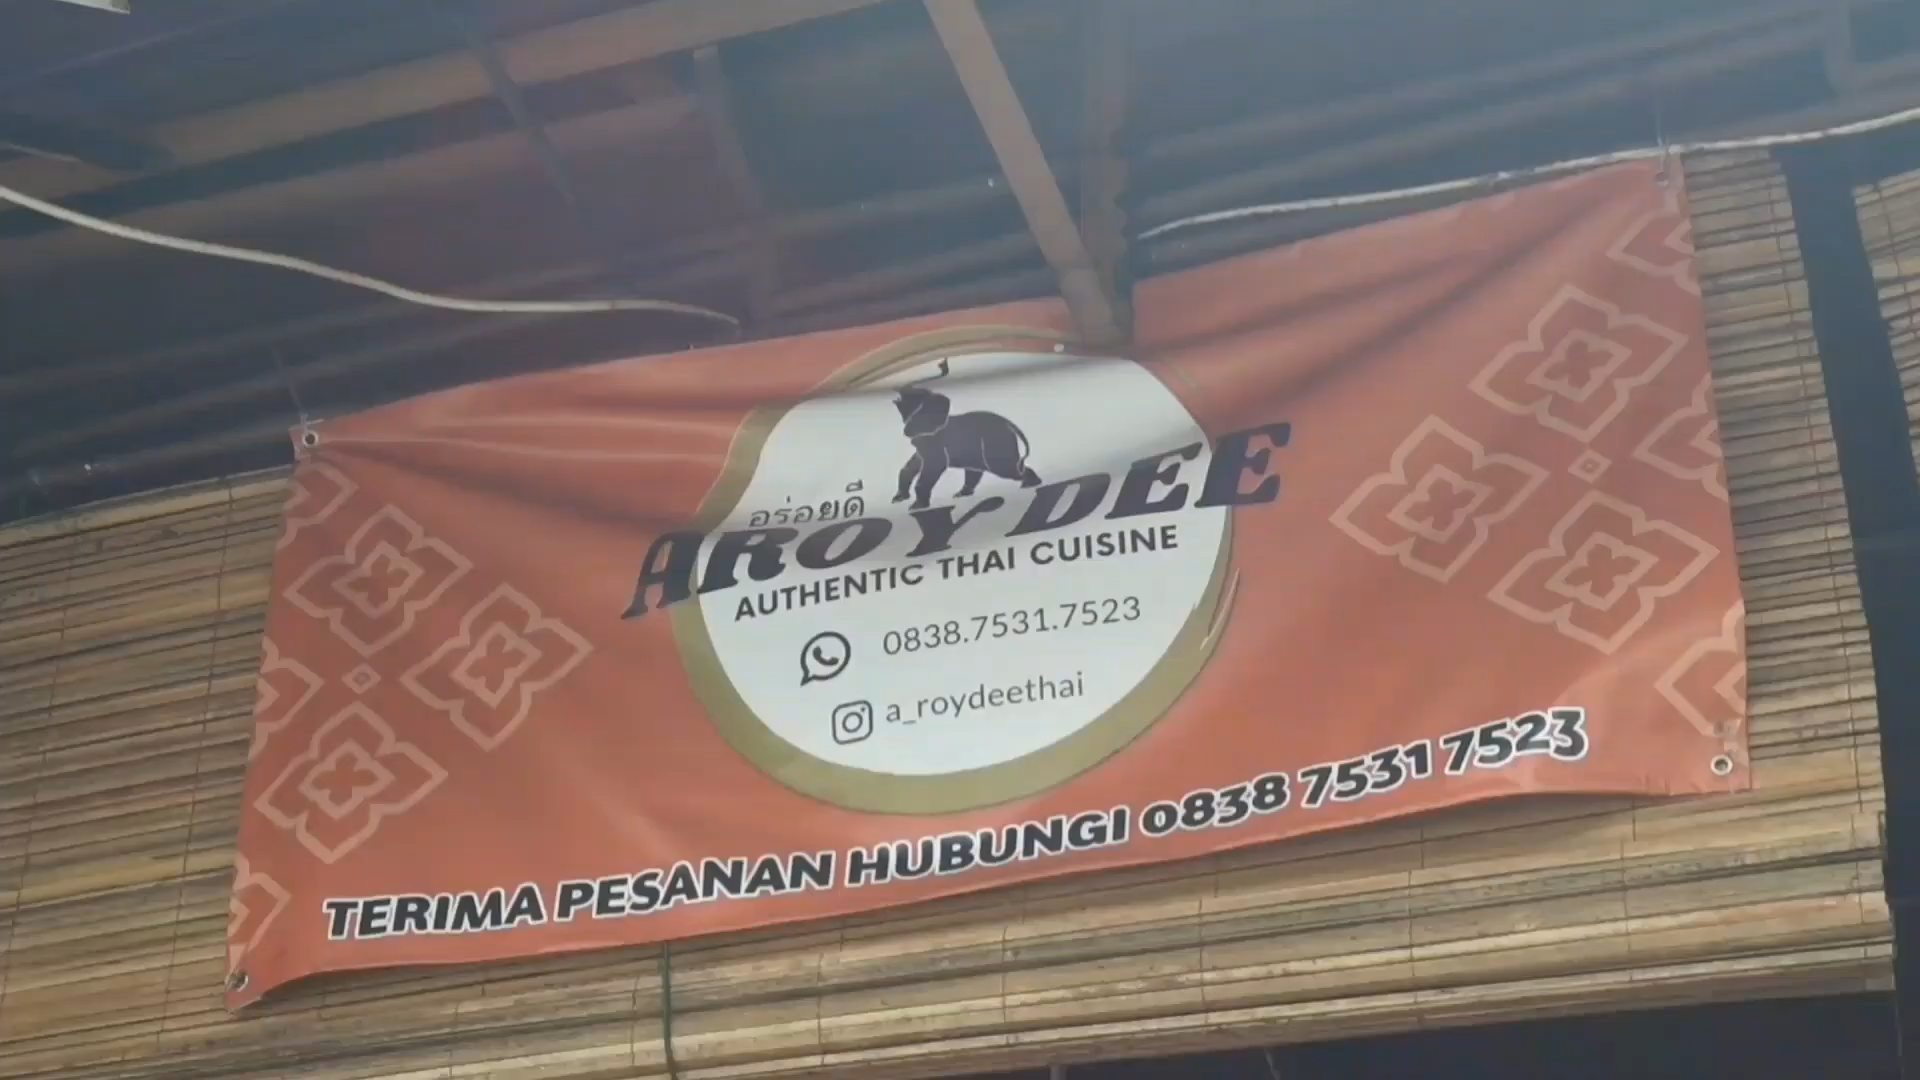 อร่อยดี
AROY DEE
AUTHENTIC THAI CUISINE
0838.7531.7523
a_roydeethai
TERIMA PESANAN HUBUNGI 0838 7531 7523